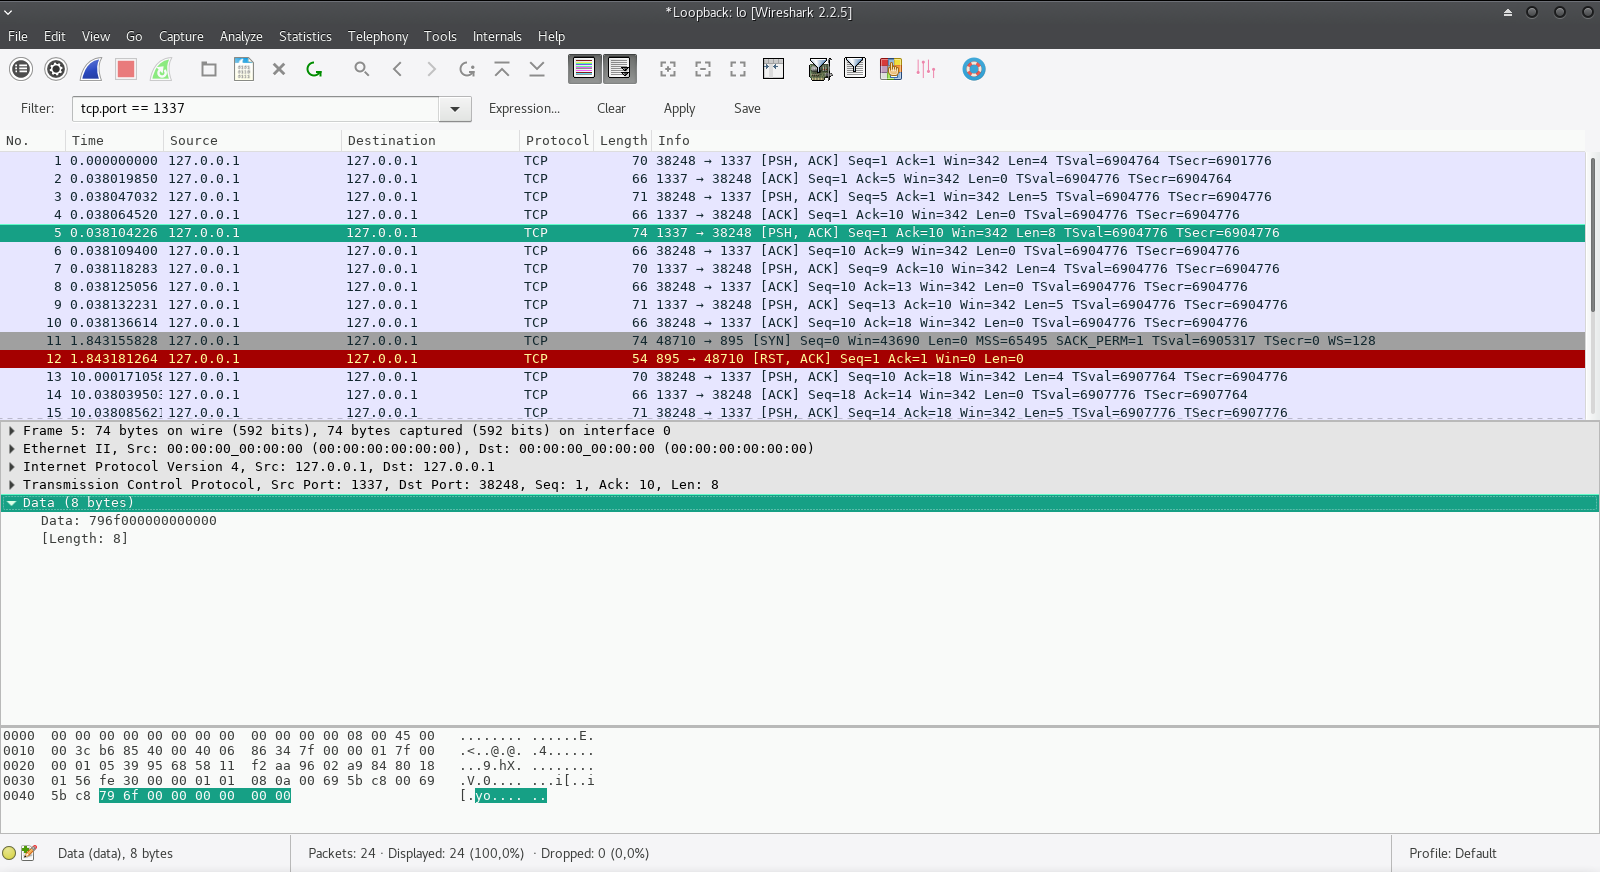 *Loopback: lo [Wireshark 2.2.5]
File Edit View Go Capture Analyze Statistics Telephony Tools Internals Help
Filter: tcp.port == 1337 Expression... Clear Apply Save
No. Time Source Destination Protocol Length Info
1 0.000000000 127.0.0.1 127.0.0.1 TCP 70 38248 → 1337 [PSH, ACK] Seq=1 Ack=1 Win=342 Len=4 TSval=6904764 TSecr=6901776
2 0.038019850 127.0.0.1 127.0.0.1 TCP 66 1337 → 38248 [ACK] Seq=1 Ack=5 Win=342 Len=0 TSval=6904776 TSecr=6904764
3 0.038047032 127.0.0.1 127.0.0.1 TCP 71 38248 → 1337 [PSH, ACK] Seq=5 Ack=1 Win=342 Len=5 TSval=6904776 TSecr=6904776
4 0.038064520 127.0.0.1 127.0.0.1 TCP 66 1337 → 38248 [ACK] Seq=1 Ack=10 Win=342 Len=0 TSval=6904776 TSecr=6904776
5 0.038104226 127.0.0.1 127.0.0.1 TCP 74 1337 → 38248 [PSH, ACK] Seq=1 Ack=10 Win=342 Len=8 TSval=6904776 TSecr=6904776
6 0.038109400 127.0.0.1 127.0.0.1 TCP 66 38248 → 1337 [ACK] Seq=10 Ack=9 Win=342 Len=0 TSval=6904776 TSecr=6904776
7 0.038118283 127.0.0.1 127.0.0.1 TCP 70 1337 → 38248 [PSH, ACK] Seq=9 Ack=10 Win=342 Len=4 TSval=6904776 TSecr=6904776
8 0.038125056 127.0.0.1 127.0.0.1 TCP 66 38248 → 1337 [ACK] Seq=10 Ack=13 Win=342 Len=0 TSval=6904776 TSecr=6904776
9 0.038132231 127.0.0.1 127.0.0.1 TCP 71 1337 → 38248 [PSH, ACK] Seq=13 Ack=10 Win=342 Len=5 TSval=6904776 TSecr=6904776
10 0.038136614 127.0.0.1 127.0.0.1 TCP 66 38248 → 1337 [ACK] Seq=10 Ack=18 Win=342 Len=0 TSval=6904776 TSecr=6904776
11 1.843155828 127.0.0.1 127.0.0.1 TCP 74 48710 → 895 [SYN] Seq=0 Win=43690 Len=0 MSS=65495 SACK_PERM=1 TSval=6905317 TSecr=0 WS=128
12 1.843181264 127.0.0.1 127.0.0.1 TCP 54 895 → 48710 [RST, ACK] Seq=1 Ack=1 Win=0 Len=0
13 10.000171058 127.0.0.1 127.0.0.1 TCP 70 38248 → 1337 [PSH, ACK] Seq=10 Ack=18 Win=342 Len=4 TSval=6907764 TSecr=6904776
14 10.038039503 127.0.0.1 127.0.0.1 TCP 66 1337 → 38248 [ACK] Seq=18 Ack=14 Win=342 Len=0 TSval=6907776 TSecr=6907764
15 10.038085621 127.0.0.1 127.0.0.1 TCP 71 38248 → 1337 [PSH, ACK] Seq=14 Ack=18 Win=342 Len=5 TSval=6907776 TSecr=6907776
Frame 5: 74 bytes on wire (592 bits), 74 bytes captured (592 bits) on interface 0
Ethernet II, Src: 00:00:00_00:00:00 (00:00:00:00:00:00), Dst: 00:00:00_00:00:00 (00:00:00:00:00:00)
Internet Protocol Version 4, Src: 127.0.0.1, Dst: 127.0.0.1
Transmission Control Protocol, Src Port: 1337, Dst Port: 38248, Seq: 1, Ack: 10, Len: 8
Data (8 bytes)
Data: 796f000000000000
[Length: 8]
0000 00 00 00 00 00 00 00 00 00 00 00 00 08 00 45 00 ........ ......E.
0010 00 3c b6 85 40 00 40 06 86 34 7f 00 00 01 7f 00 .<..@.@. .4......
0020 00 01 05 39 95 68 58 11 f2 aa 96 02 a9 84 80 18 ...9.hX. ........
0030 01 56 fe 30 00 00 01 01 08 0a 00 69 5b c8 00 69 .V.0.... ...i[..i
0040 5b c8 79 6f 00 00 00 00 00 00 [.yo.... ..
Data (data), 8 bytes Packets: 24 · Displayed: 24 (100,0%) · Dropped: 0 (0,0%) Profile: Default